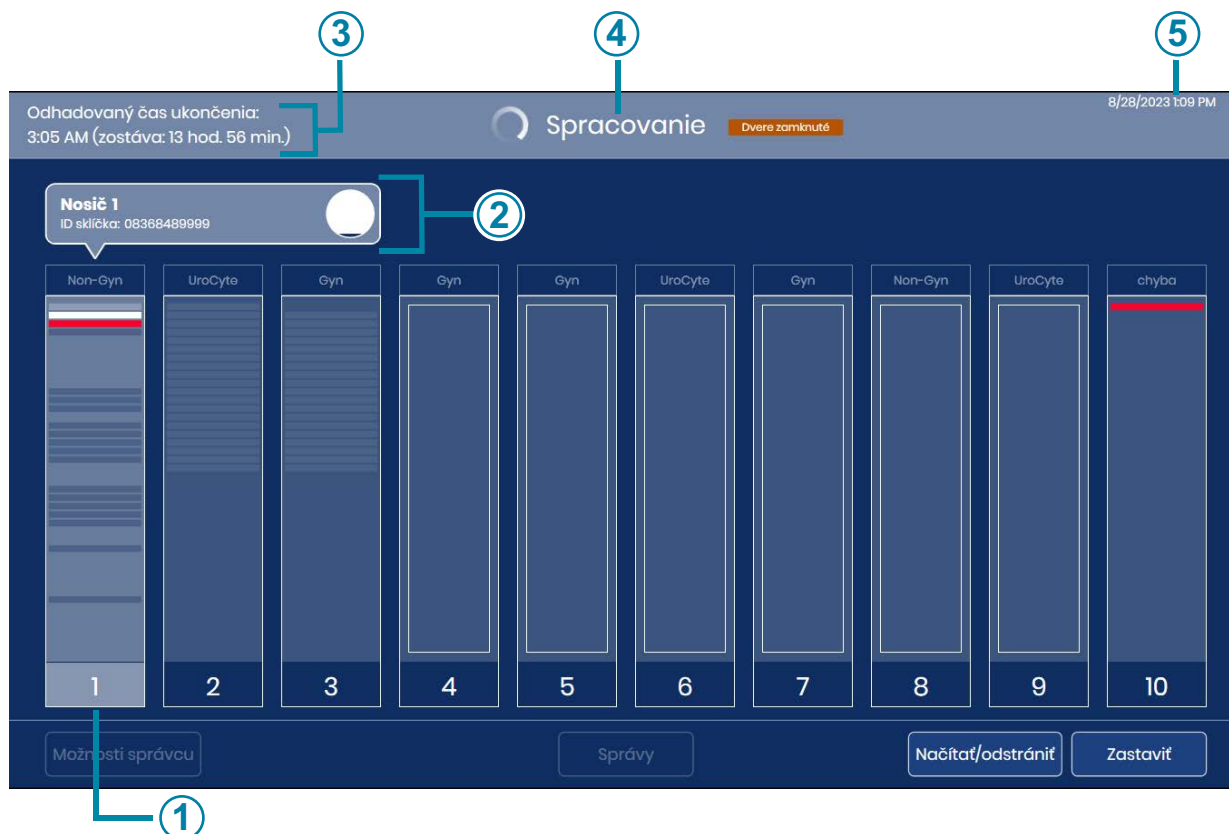 3
4
5
Odhadovaný čas ukončenia:
3:05 AM (zostáva: 13 hod. 56 min.)
Spracovanie
Dvere zamknuté
8/28/2023 1:09 PM
Nosič 1
ID sklíčka: 08368489999
2
Non-Gyn
UroCyte
Gyn
Gyn
Gyn
UroCyte
Gyn
Non-Gyn
UroCyte
chyba
1
2
3
4
5
6
7
8
9
10
Možnosti správcu
Správy
Načítať/odstrániť
Zastaviť
1